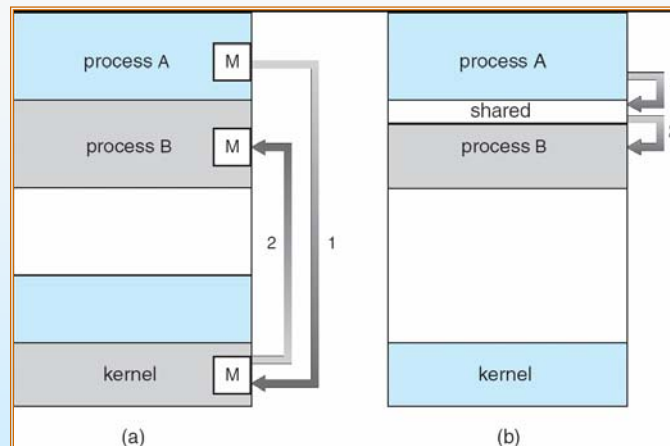 process A
M
process B
M
2
1
kernel
M
(a)
process A
shared
process B
kernel
(b)